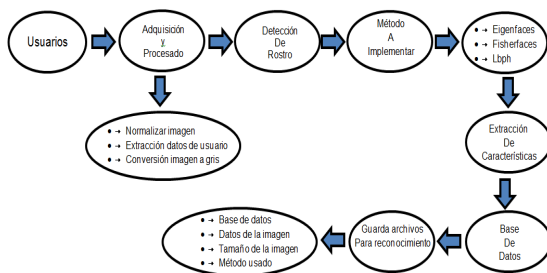 Usuarios
Adquisición
y
Procesado
Detección
De
Rostro
Método
A
Implementar
Eigenfaces
Fisherfaces
Lbph
Normalizar imagen
Extracción datos de usuario
Conversión imagen a gris
Extracción
De
Características
Base
De
Datos
Guarda archivos
Para reconocimiento
Base de datos
Datos de la imagen
Tamaño de la imagen
Método usado